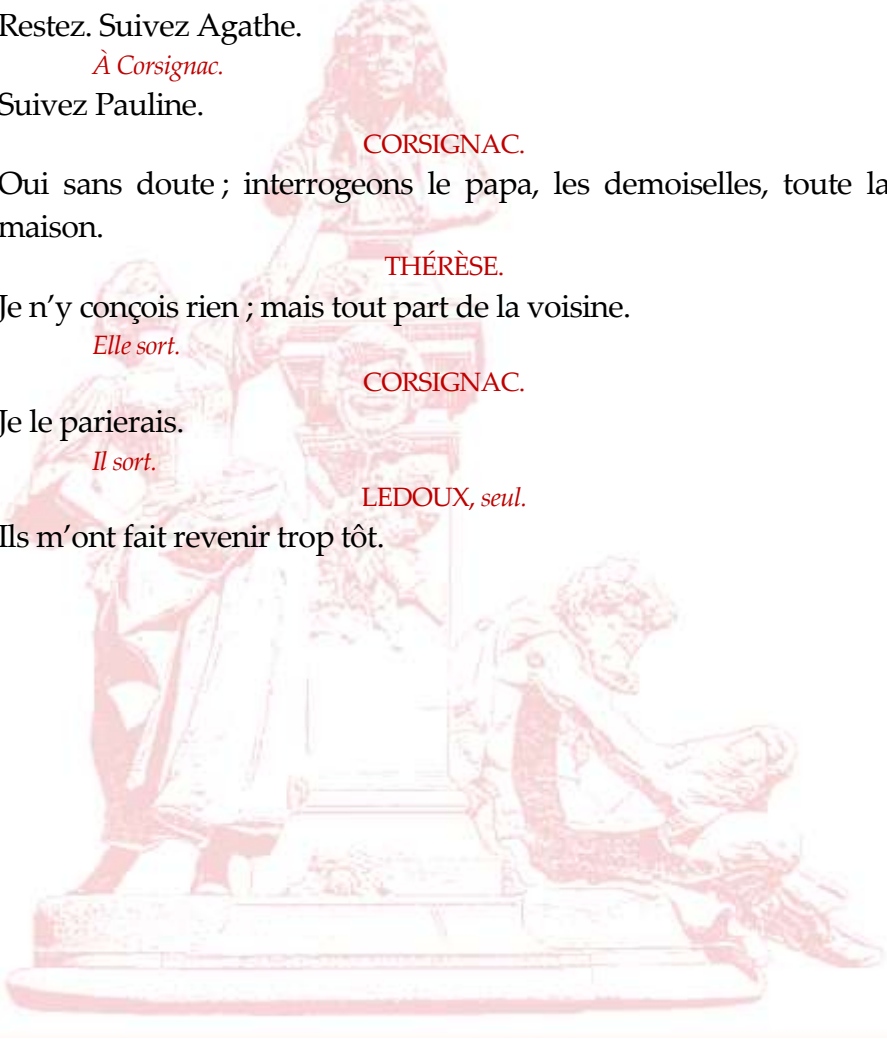 Restez. Suivez Agathe.
À Corsignac.
Suivez Pauline.
CORSIGNAC.
Oui sans doute ; interrogeons le papa, les demoiselles, toute la
maison.
THÉRÈSE.
Je n’y conçois rien ; mais tout part de la voisine.
Elle sort.
CORSIGNAC.
Je le parierais.
Il sort.
LEDOUX, seul.
Ils m’ont fait revenir trop tôt.